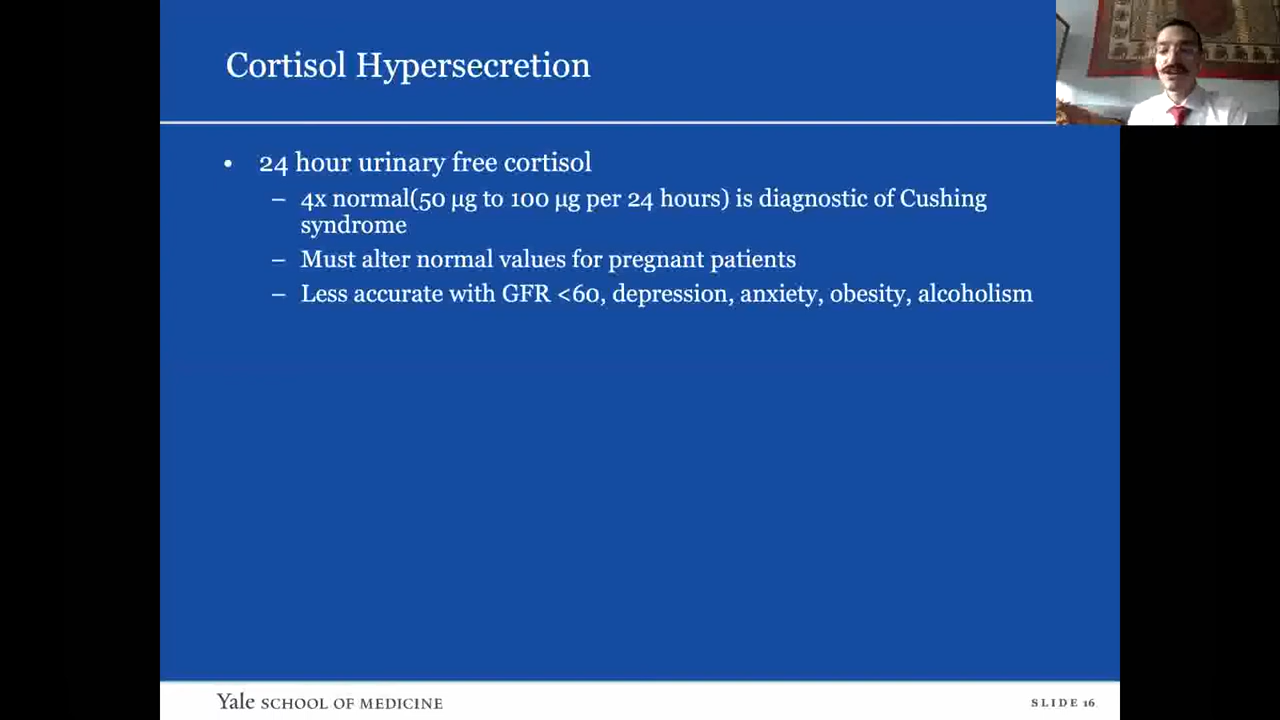 Cortisol Hypersecretion
• 24 hour urinary free cortisol
– 4x normal(50 µg to 100 µg per 24 hours) is diagnostic of Cushing
syndrome
– Must alter normal values for pregnant patients
– Less accurate with GFR <60, depression, anxiety, obesity, alcoholism
Yale SCHOOL OF MEDICINE
SLIDE 16